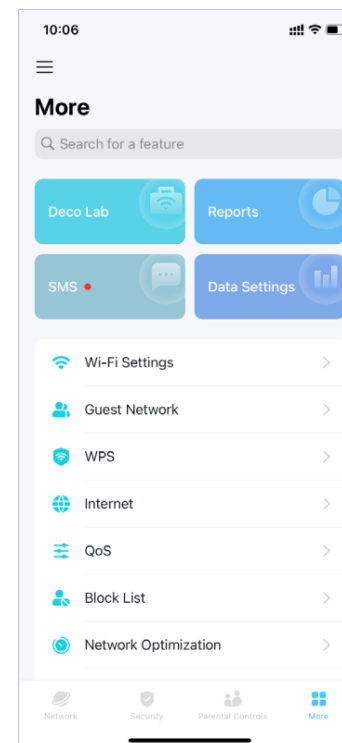 10:06
More
Search for a feature
Deco Lab
Reports
SMS
Data Settings
Wi-Fi Settings
Guest Network
WPS
Internet
QoS
Block List
Network Optimization
Network Security Parental Controls More